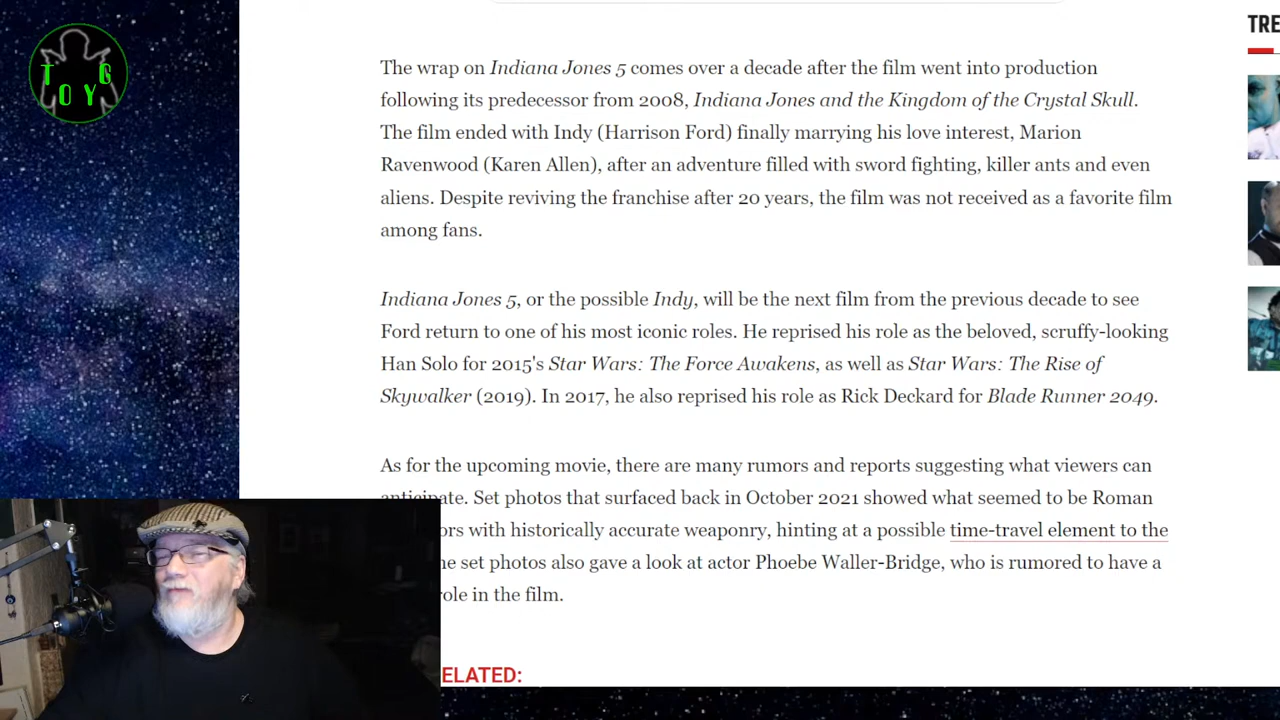 T G
O Y
TRE
The wrap on Indiana Jones 5 comes over a decade after the film went into production
following its predecessor from 2008, Indiana Jones and the Kingdom of the Crystal Skull.
The film ended with Indy (Harrison Ford) finally marrying his love interest, Marion
Ravenwood (Karen Allen), after an adventure filled with sword fighting, killer ants and even
aliens. Despite reviving the franchise after 20 years, the film was not received as a favorite film
among fans.
Indiana Jones 5, or the possible Indy, will be the next film from the previous decade to see
Ford return to one of his most iconic roles. He reprised his role as the beloved, scruffy-looking
Han Solo for 2015's Star Wars: The Force Awakens, as well as Star Wars: The Rise of
Skywalker (2019). In 2017, he also reprised his role as Rick Deckard for Blade Runner 2049.
As for the upcoming movie, there are many rumors and reports suggesting what viewers can
anticipate. Set photos that surfaced back in October 2021 showed what seemed to be Roman
ors with historically accurate weaponry, hinting at a possible time-travel element to the
ne set photos also gave a look at actor Phoebe Waller-Bridge, who is rumored to have a
role in the film.
ELATED: